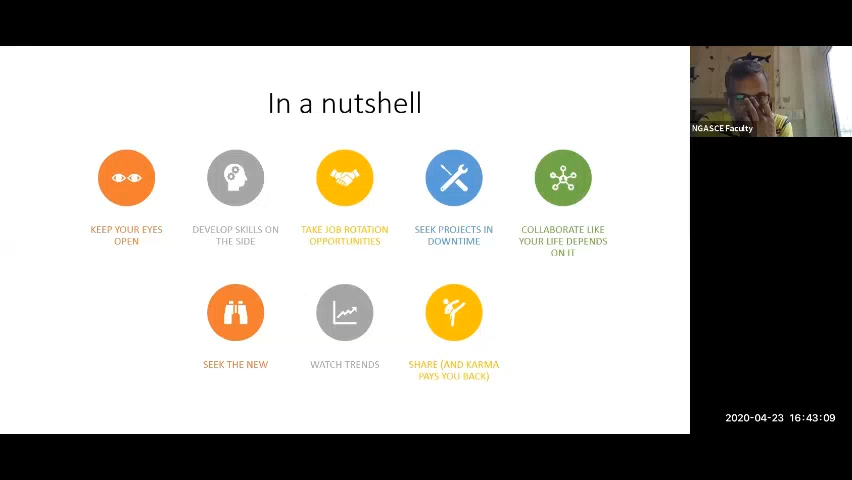 In a nutshell
KEEP YOUR EYES
OPEN
DEVELOP SKILLS ON
THE SIDE
TAKE JOB ROTATION
OPPORTUNITIES
SEEK PROJECTS IN
DOWNTIME
COLLABORATE LIKE
YOUR LIFE DEPENDS
ON IT
SEEK THE NEW
WATCH TRENDS
SHARE (AND KARMA
PAYS YOU BACK)
NGASCE Faculty
2020-04-23 16:43:09